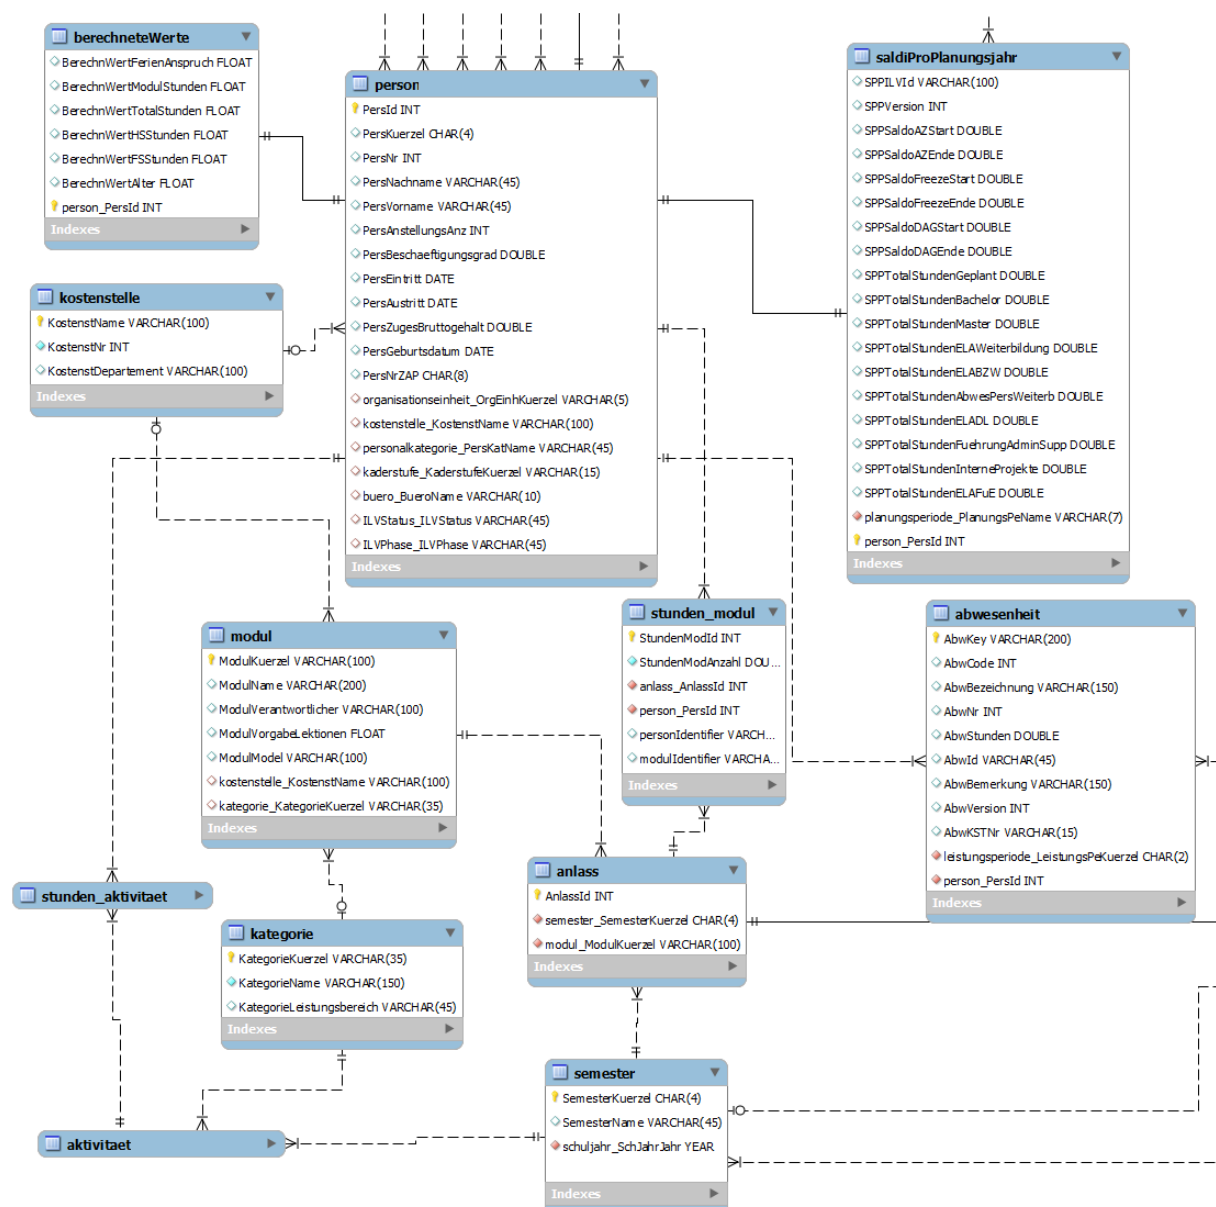 berechneteWerte
BerechnWertFerienAnspruch FLOAT
BerechnWertModulStunden FLOAT
BerechnWertTotalStunden FLOAT
BerechnWertHSStunden FLOAT
BerechnWertFSStunden FLOAT
BerechnWertAlter FLOAT
person_PersId INT
Indexes
person
PersId INT
PersKuerzel CHAR(4)
PersNr INT
PersNachname VARCHAR(45)
PersVorname VARCHAR(45)
PersAnstellungsAnz INT
PersBeschaeftigungsgrad DOUBLE
PersEintritt DATE
PersAustritt DATE
PersZugesBruttogehalt DOUBLE
PersGeburtsdatum DATE
PersNrZAP CHAR(8)
organisationseinheit_OrgEinhKuerzel VARCHAR(5)
kostenstelle_KostenstName VARCHAR(100)
personalkategorie_PersKatName VARCHAR(45)
kaderstufe_KaderstufeKuerzel VARCHAR(15)
buero_BueroName VARCHAR(10)
ILVStatus_ILVStatus VARCHAR(45)
ILVPhase_ILVPhase VARCHAR(45)
Indexes
saldiProPlanungsjahr
SPPILVId VARCHAR(100)
SPPVersion INT
SPPSaldoAZStart DOUBLE
SPPSaldoAZEnde DOUBLE
SPPSaldoFreezeStart DOUBLE
SPPSaldoFreezeEnde DOUBLE
SPPSaldoDAGStart DOUBLE
SPPSaldoDAGEnde DOUBLE
SPPTotalStundenGeplant DOUBLE
SPPTotalStundenBachelor DOUBLE
SPPTotalStundenMaster DOUBLE
SPPTotalStundenELAWeiterbildung DOUBLE
SPPTotalStundenELABZW DOUBLE
SPPTotalStundenAbwesPersWeiterb DOUBLE
SPPTotalStundenELADL DOUBLE
SPPTotalStundenFuehrungAdminSupp DOUBLE
SPPTotalStundenInterneProjekte DOUBLE
SPPTotalStundenELAFuE DOUBLE
planungsperiode_PlanungsPeName VARCHAR(7)
person_PersId INT
Indexes
kostenstelle
KostenstName VARCHAR(100)
KostenstNr INT
KostenstDepartement VARCHAR(100)
Indexes
modul
ModulKuerzel VARCHAR(100)
ModulName VARCHAR(200)
ModulVerantwortlicher VARCHAR(100)
ModulVorgabeLektionen FLOAT
ModulModel VARCHAR(100)
kostenstelle_KostenstName VARCHAR(100)
kategorie_KategorieKuerzel VARCHAR(35)
Indexes
stunden_modul
StundenModId INT
StundenModAnzahl DOU...
anlass_AnlassId INT
person_PersId INT
personIdentifier VARCH...
modulIdentifier VARCHA...
Indexes
abwesenheit
AbwKey VARCHAR(200)
AbwCode INT
AbwBezeichnung VARCHAR(150)
AbwNr INT
AbwStunden DOUBLE
AbwId VARCHAR(45)
AbwBemerkung VARCHAR(150)
AbwVersion INT
AbwKSTNr VARCHAR(15)
leistungsperiode_LeistungsPeKuerzel CHAR(2)
person_PersId INT
Indexes
stunden_aktivitaet
anlass
AnlassId INT
semester_SemesterKuerzel CHAR(4)
modul_ModulKuerzel VARCHAR(100)
Indexes
kategorie
KategorieKuerzel VARCHAR(35)
KategorieName VARCHAR(150)
KategorieLeistungsbereich VARCHAR(45)
Indexes
aktivitaet
semester
SemesterKuerzel CHAR(4)
SemesterName VARCHAR(45)
schuljahr_SchJahrJahr YEAR
Indexes